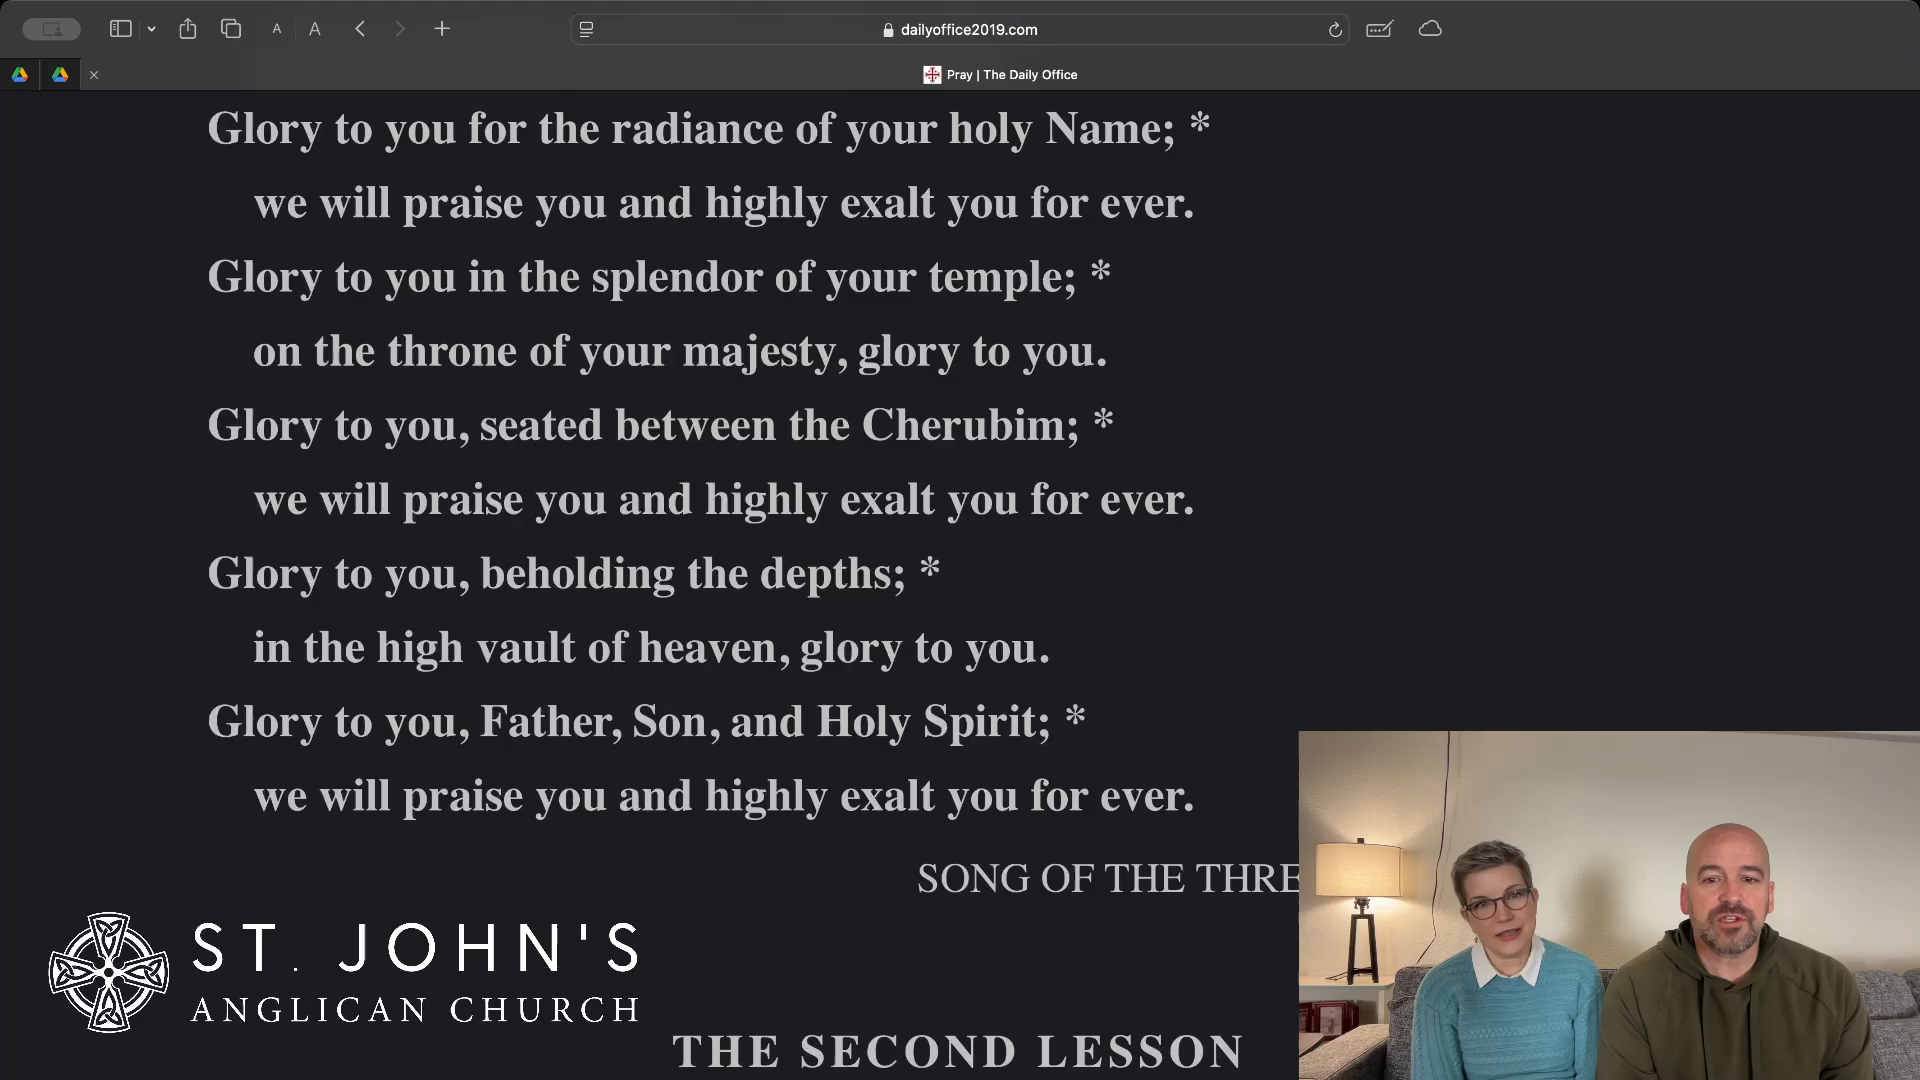 A A
dailyoffice2019.com
Pray | The Daily Office
Glory to you for the radiance of your holy Name; *
we will praise you and highly exalt you for ever.
Glory to you in the splendor of your temple; *
on the throne of your majesty, glory to you.
Glory to you, seated between the Cherubim; *
we will praise you and highly exalt you for ever.
Glory to you, beholding the depths; *
in the high vault of heaven, glory to you.
Glory to you, Father, Son, and Holy Spirit; *
we will praise you and highly exalt you for ever.
SONG OF THE THRE
ST. JOHN'S
ANGLICAN CHURCH
THE SECOND LESSON